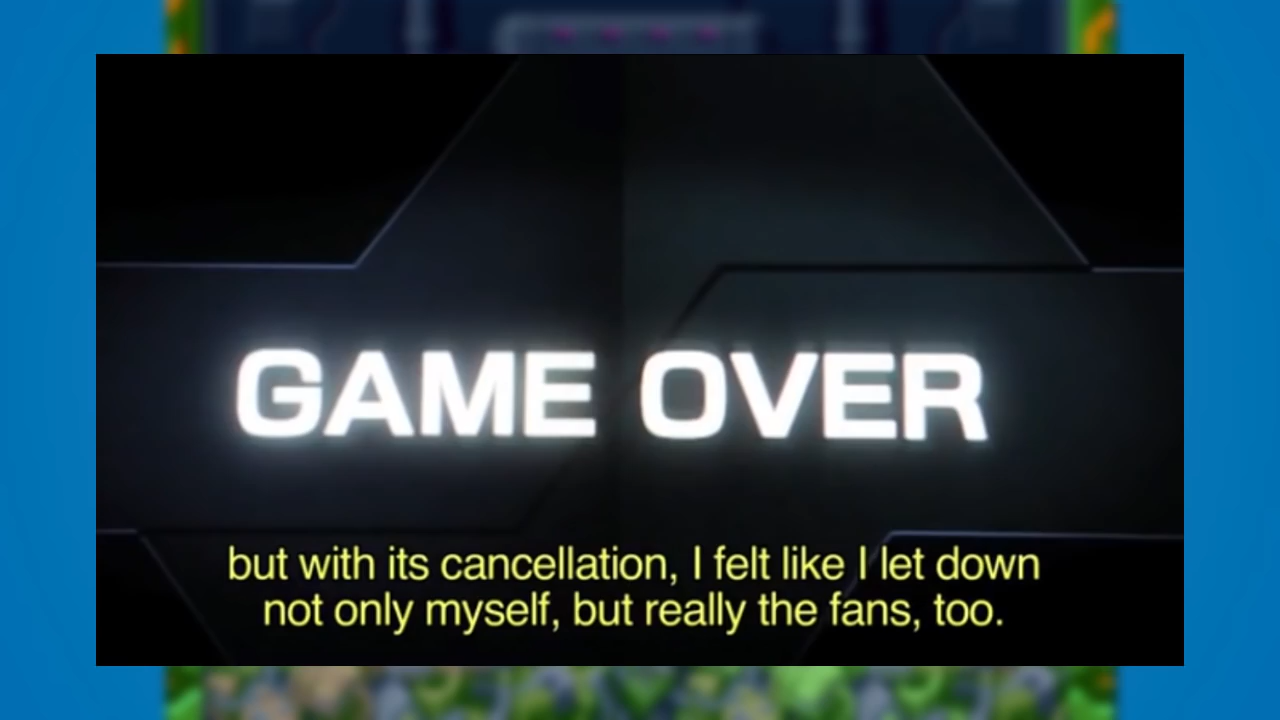 GAME OVER
but with its cancellation, I felt like I let down
not only myself, but really the fans, too.